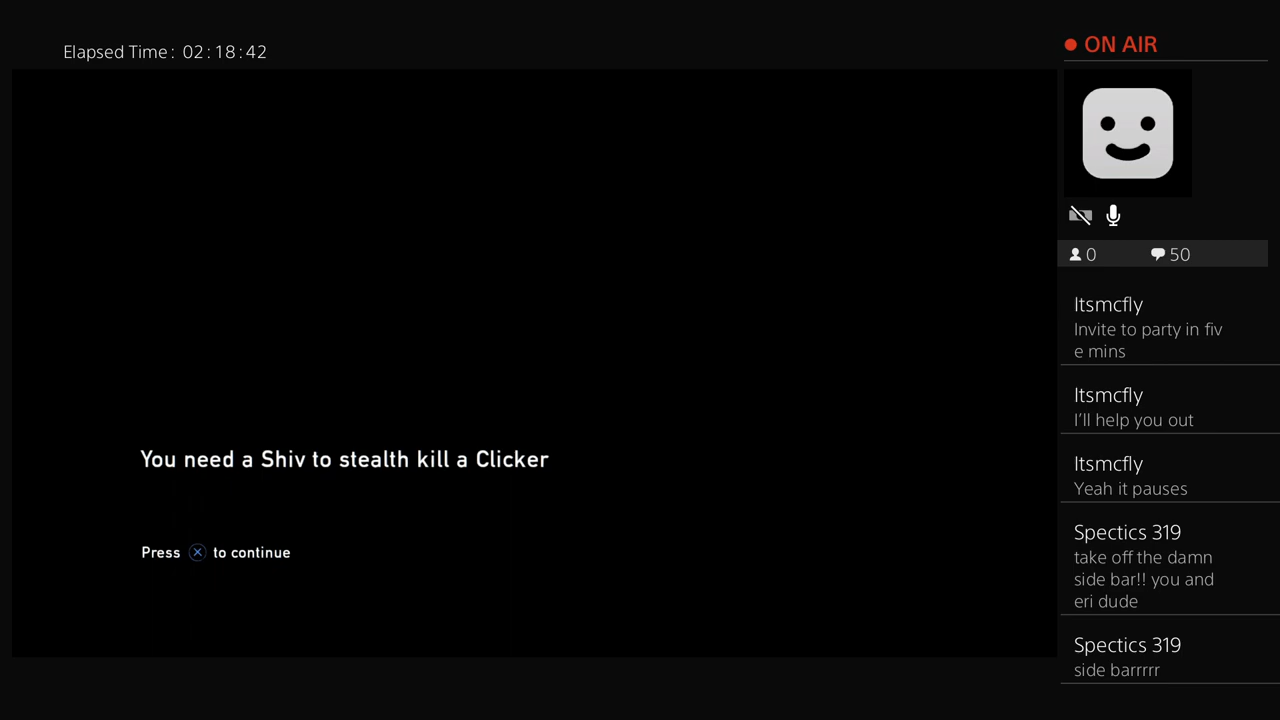 Elapsed Time: 02:18:42
ON AIR
0 50
Itsmcfly
Invite to party in fiv
e mins
Itsmcfly
I'll help you out
Itsmcfly
Yeah it pauses
Spectics 319
take off the damn
side bar!! you and
eri dude
Spectics 319
side barrrrr
You need a Shiv to stealth kill a Clicker
Press X to continue